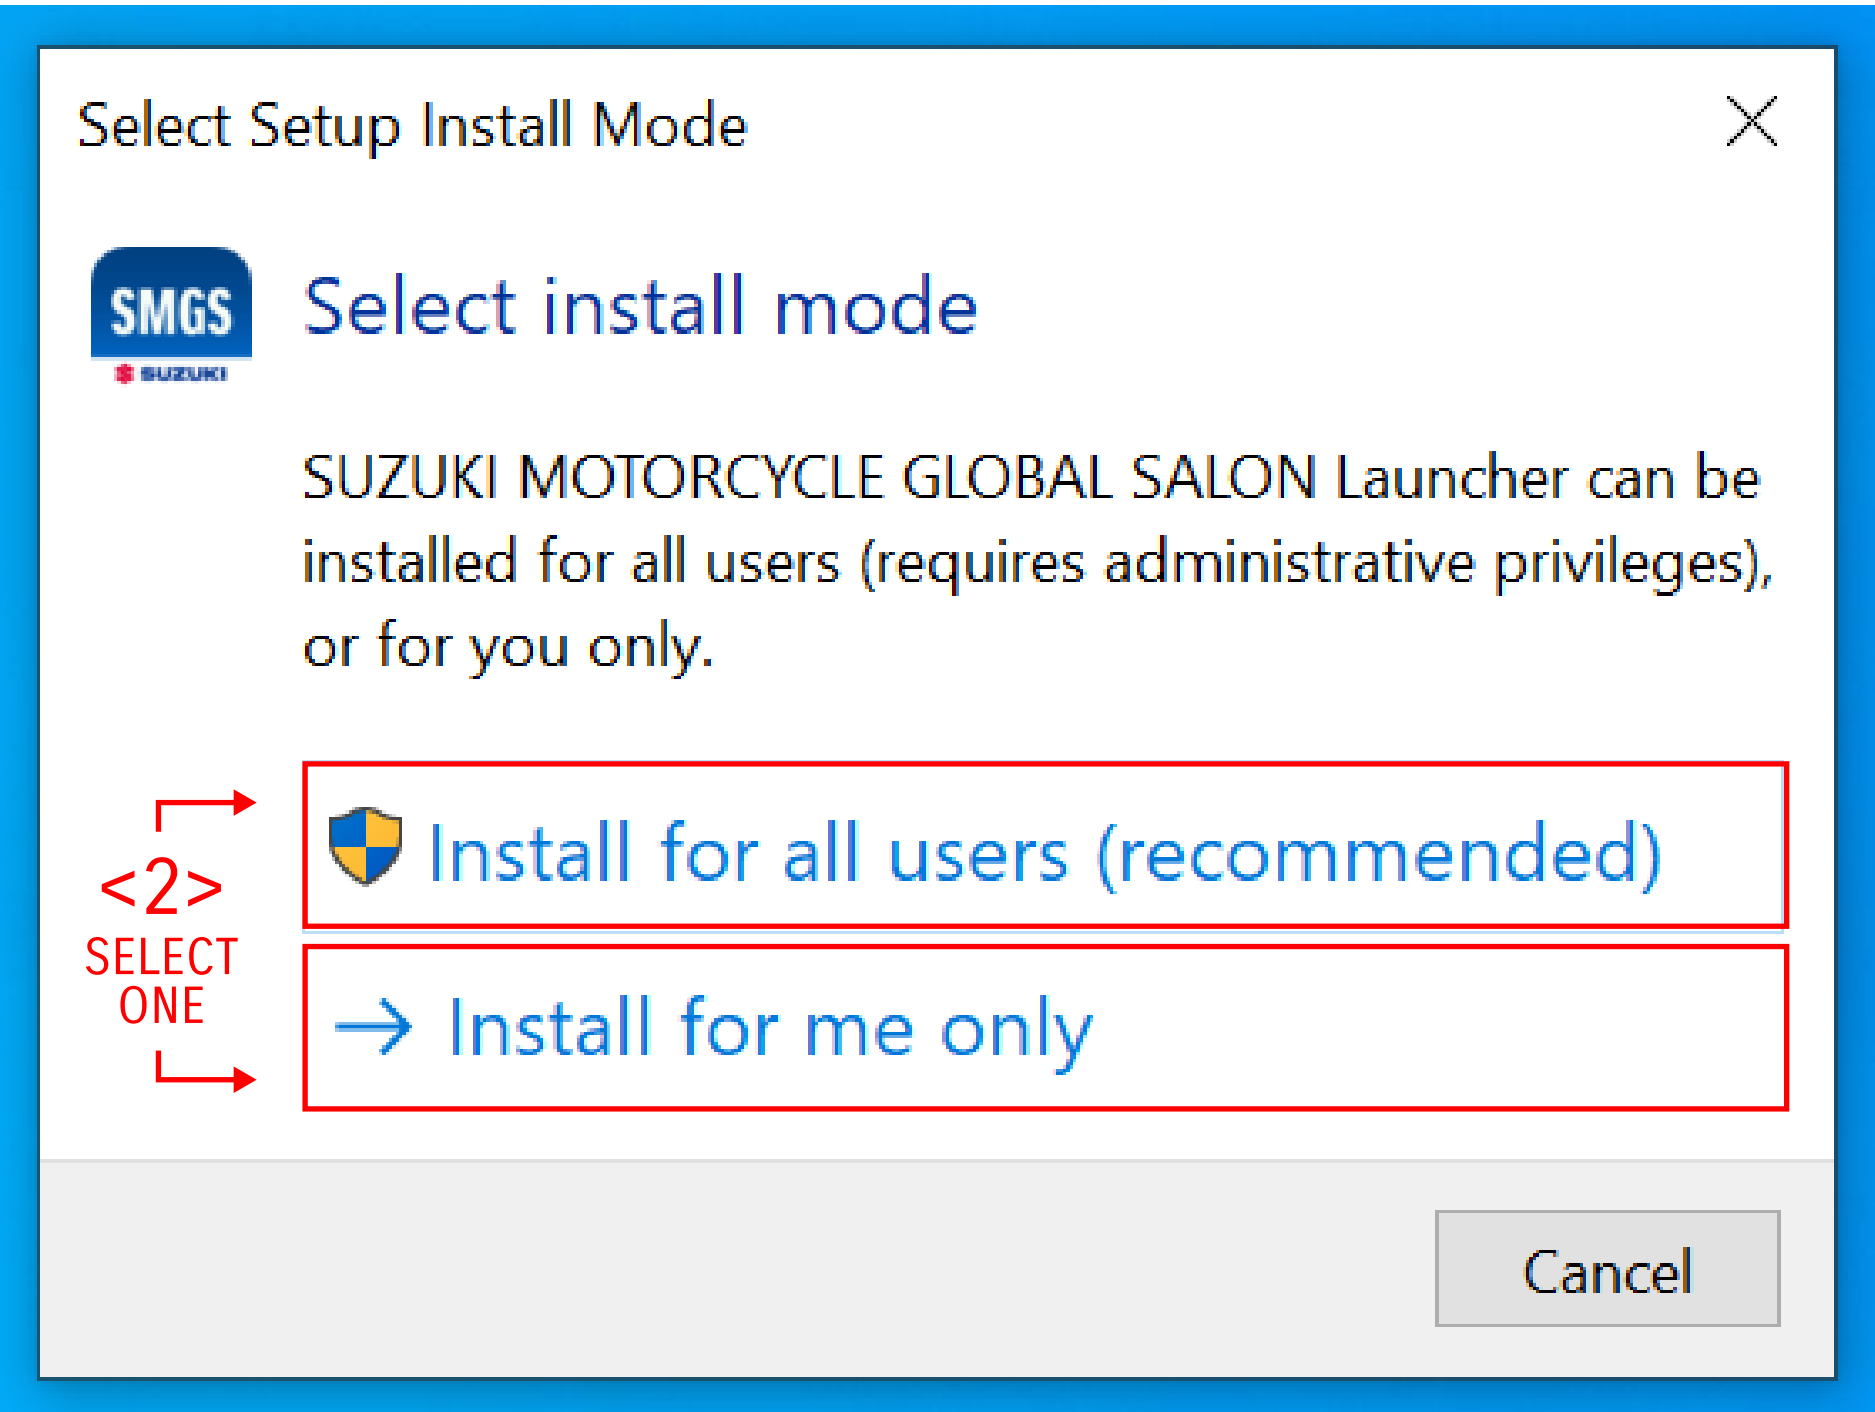 Select Setup Install Mode
SMGS
SUZUKI
Select install mode
SUZUKI MOTORCYCLE GLOBAL SALON Launcher can be
installed for all users (requires administrative privileges),
or for you only.
<2>
SELECT
ONE
Install for all users (recommended)
Install for me only
Cancel